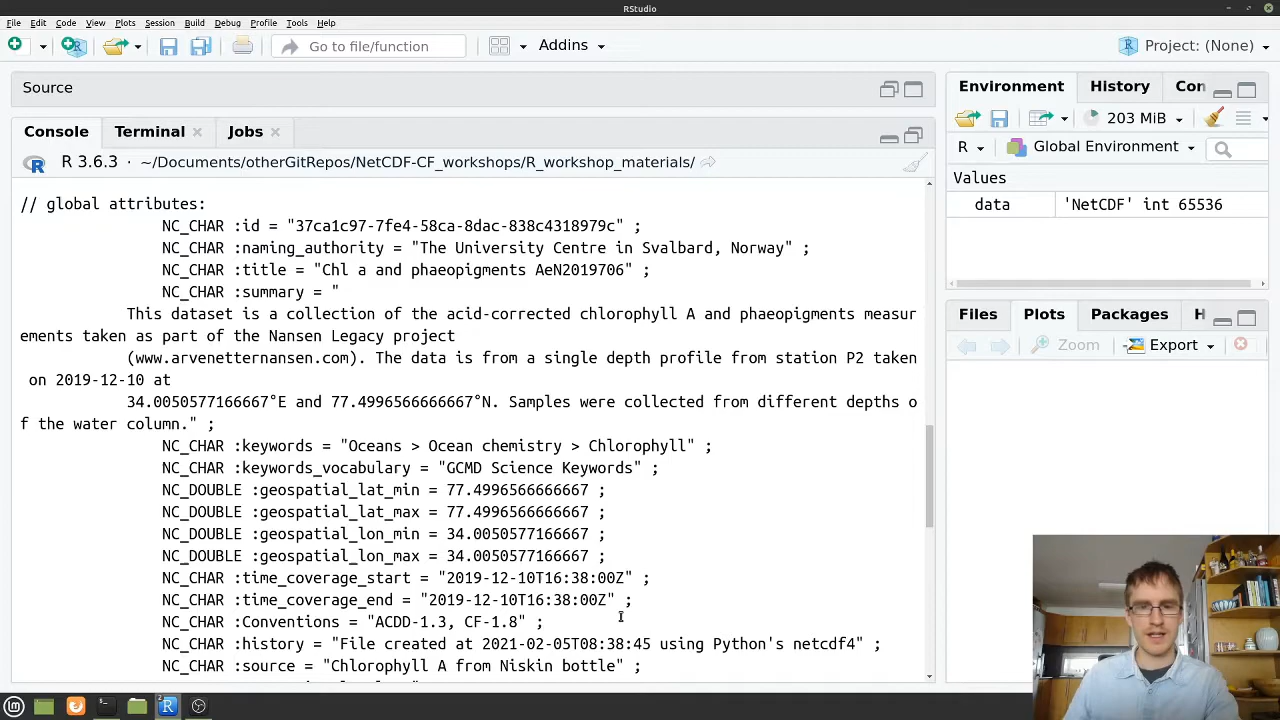 RStudio
File Edit Code View Plots Session Build Debug Profile Tools Help
Go to file/function
Addins
Project: (None)
Source
Console Terminal Jobs
R 3.6.3 · ~/Documents/otherGitRepos/NetCDF-CF_workshops/R_workshop_materials/
// global attributes:
NC_CHAR :id = "37ca1c97-7fe4-58ca-8dac-838c4318979c" ;
NC_CHAR :naming_authority = "The University Centre in Svalbard, Norway" ;
NC_CHAR :title = "Chl a and phaeopigments AeN2019706" ;
NC_CHAR :summary = "
This dataset is a collection of the acid-corrected chlorophyll A and phaeopigments measur
ements taken as part of the Nansen Legacy project
(www.arvenetternansen.com). The data is from a single depth profile from station P2 taken
on 2019-12-10 at
34.0050577166667°E and 77.4996566666667°N. Samples were collected from different depths o
f the water column." ;
NC_CHAR :keywords = "Oceans > Ocean chemistry > Chlorophyll" ;
NC_CHAR :keywords_vocabulary = "GCMD Science Keywords" ;
NC_DOUBLE :geospatial_lat_min = 77.4996566666667 ;
NC_DOUBLE :geospatial_lat_max = 77.4996566666667 ;
NC_DOUBLE :geospatial_lon_min = 34.0050577166667 ;
NC_DOUBLE :geospatial_lon_max = 34.0050577166667 ;
NC_CHAR :time_coverage_start = "2019-12-10T16:38:00Z" ;
NC_CHAR :time_coverage_end = "2019-12-10T16:38:00Z" ;
NC_CHAR :Conventions = "ACDD-1.3, CF-1.8" ;
NC_CHAR :history = "File created at 2021-02-05T08:38:45 using Python's netcdf4" ;
NC_CHAR :source = "Chlorophyll A from Niskin bottle" ;
Environment History Con
203 MiB
R Global Environment
Values
data 'NetCDF' int 65536
Files Plots Packages H
Zoom Export